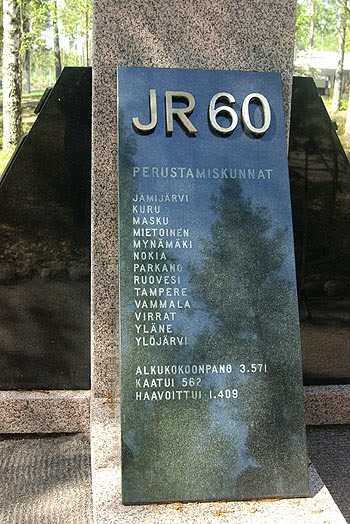 JR 60
PERUSTAMISKUNNAT
JÄMIJÄRVI
KURU
MASKU
MIETOINEN
MYNÄMÄKI
NOKIA
PARKANO
RUOVESI
TAMPERE
VAMMALA
VIRRAT
YLÄNE
YLÖJÄRVI
ALKUKOKOONPANO 3.571
KAATUI 562
HAAVOITTUI 1.409